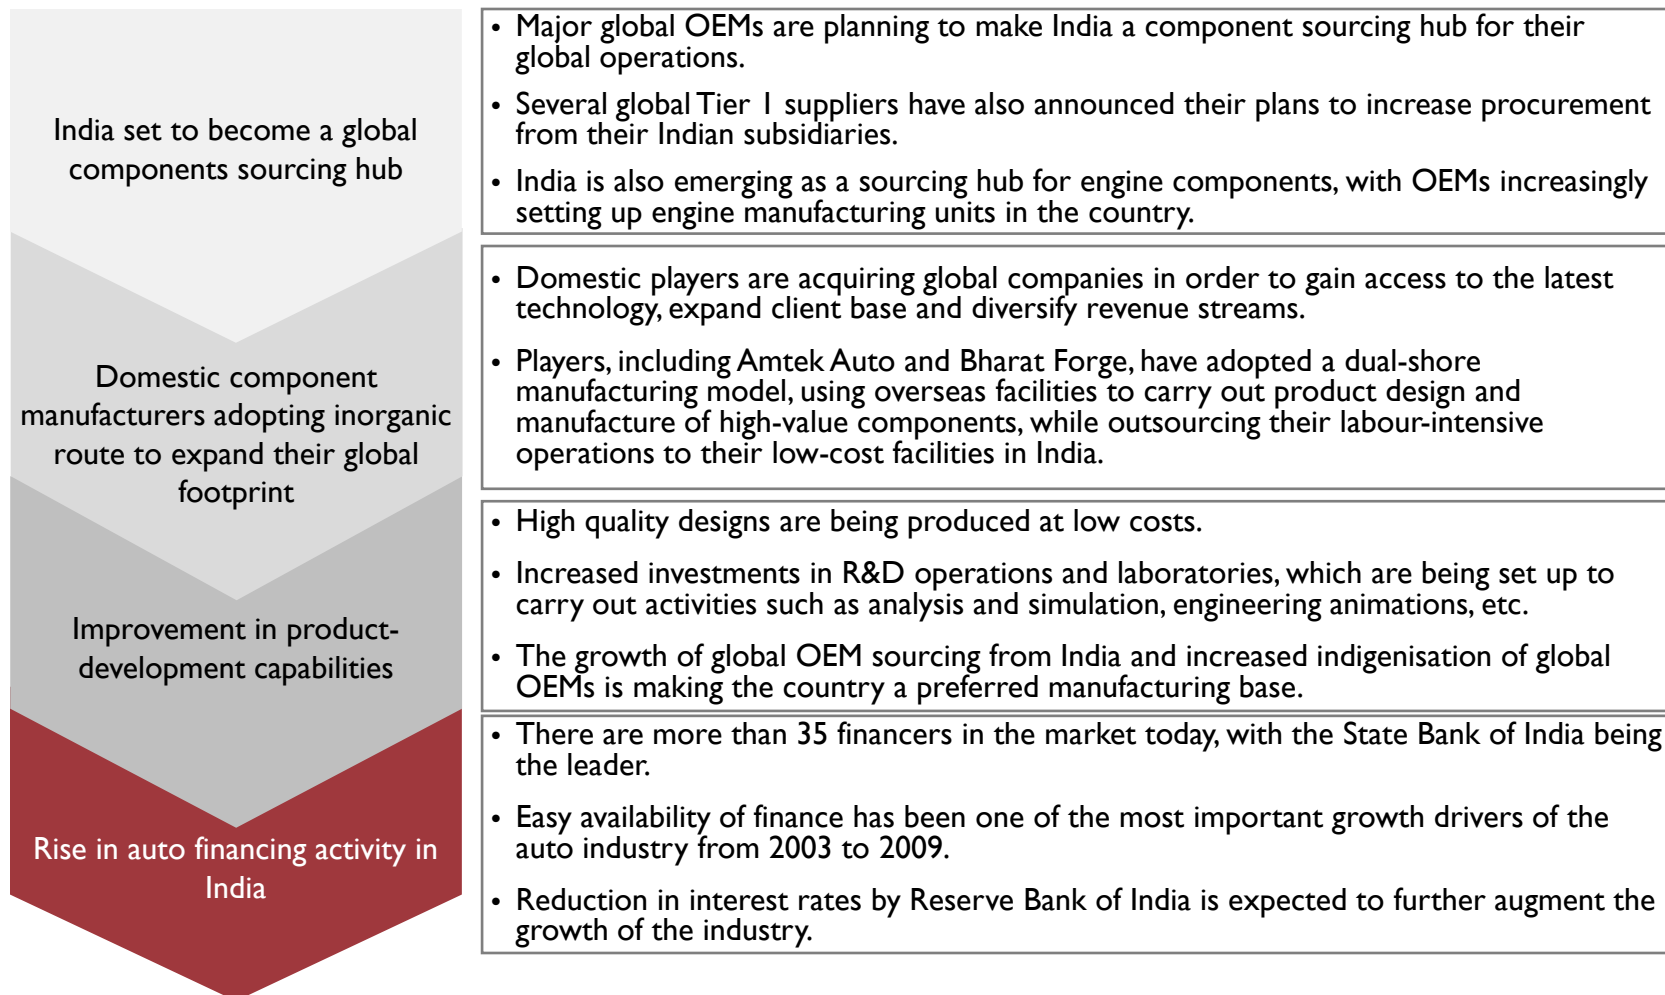 India set to become a global
components sourcing hub
• Major global OEMs are planning to make India a component sourcing hub for their
global operations.
• Several global Tier 1 suppliers have also announced their plans to increase procurement
from their Indian subsidiaries.
• India is also emerging as a sourcing hub for engine components, with OEMs increasingly
setting up engine manufacturing units in the country.
Domestic component
manufacturers adopting inorganic
route to expand their global
footprint
• Domestic players are acquiring global companies in order to gain access to the latest
technology, expand client base and diversify revenue streams.
• Players, including Amtek Auto and Bharat Forge, have adopted a dual-shore
manufacturing model, using overseas facilities to carry out product design and
manufacture of high-value components, while outsourcing their labour-intensive
operations to their low-cost facilities in India.
Improvement in product-
development capabilities
• High quality designs are being produced at low costs.
• Increased investments in R&D operations and laboratories, which are being set up to
carry out activities such as analysis and simulation, engineering animations, etc.
• The growth of global OEM sourcing from India and increased indigenisation of global
OEMs is making the country a preferred manufacturing base.
Rise in auto financing activity in
India
• There are more than 35 financers in the market today, with the State Bank of India being
the leader.
• Easy availability of finance has been one of the most important growth drivers of the
auto industry from 2003 to 2009.
• Reduction in interest rates by Reserve Bank of India is expected to further augment the
growth of the industry.